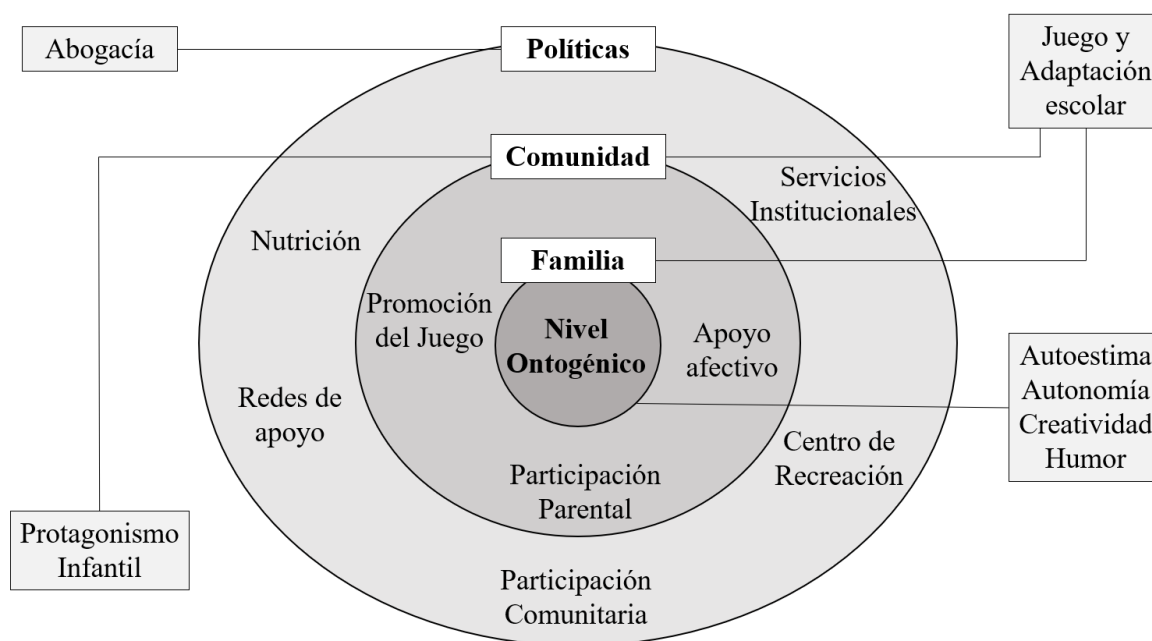 Abogacía
Políticas
Juego y
Adaptación
escolar
Comunidad
Servicios
Institucionales
Nutrición
Familia
Promoción
del Juego
Nivel
Ontogénico
Apoyo
afectivo
Autoestima
Autonomía
Creatividad
Humor
Redes de
apoyo
Centro de
Recreación
Participación
Parental
Protagonismo
Infantil
Participación
Comunitaria